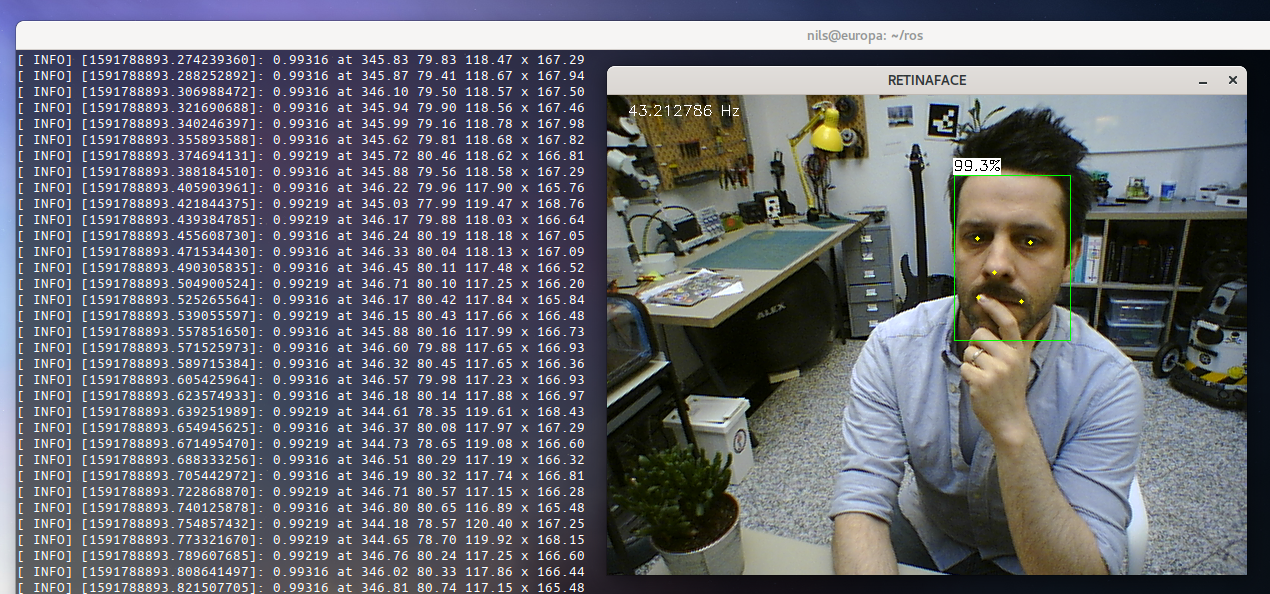 nils@europa: ~/ros
[ INFO] [1591788893.274239360]: 0.99316 at 345.83 79.83 118.47 x 167.29
[ INFO] [1591788893.288252892]: 0.99316 at 345.87 79.41 118.67 x 167.94
[ INFO] [1591788893.306988472]: 0.99316 at 346.10 79.50 118.57 x 167.50
[ INFO] [1591788893.321690688]: 0.99316 at 345.94 79.90 118.56 x 167.46
[ INFO] [1591788893.340246397]: 0.99316 at 345.99 79.16 118.78 x 167.98
[ INFO] [1591788893.355893588]: 0.99316 at 345.62 79.81 118.68 x 167.82
[ INFO] [1591788893.374694131]: 0.99219 at 345.72 80.46 118.62 x 166.81
[ INFO] [1591788893.388184510]: 0.99316 at 345.88 79.56 118.58 x 167.29
[ INFO] [1591788893.405903961]: 0.99316 at 346.22 79.96 117.90 x 165.76
[ INFO] [1591788893.421844375]: 0.99316 at 345.03 77.99 119.47 x 168.76
[ INFO] [1591788893.439384785]: 0.99316 at 346.17 79.88 118.03 x 166.64
[ INFO] [1591788893.455608730]: 0.99316 at 346.24 80.19 118.18 x 167.05
[ INFO] [1591788893.471534430]: 0.99316 at 346.33 80.04 118.13 x 167.09
[ INFO] [1591788893.490305835]: 0.99316 at 346.45 80.11 117.48 x 166.52
[ INFO] [1591788893.504900524]: 0.99316 at 346.71 80.10 117.25 x 166.20
[ INFO] [1591788893.525265564]: 0.99316 at 346.17 80.42 117.84 x 165.84
[ INFO] [1591788893.539055597]: 0.99316 at 346.15 80.43 117.66 x 166.48
[ INFO] [1591788893.557851650]: 0.99316 at 345.88 80.16 117.99 x 166.73
[ INFO] [1591788893.571525973]: 0.99316 at 346.60 79.88 117.65 x 166.93
[ INFO] [1591788893.589715384]: 0.99316 at 346.32 80.45 117.65 x 166.36
[ INFO] [1591788893.605425964]: 0.99316 at 346.57 79.98 117.23 x 166.93
[ INFO] [1591788893.623574933]: 0.99316 at 346.18 80.14 117.88 x 166.97
[ INFO] [1591788893.639251989]: 0.99219 at 344.61 78.35 119.61 x 168.43
[ INFO] [1591788893.654945625]: 0.99316 at 346.37 80.08 117.97 x 167.29
[ INFO] [1591788893.671495470]: 0.99219 at 344.73 78.65 119.08 x 166.60
[ INFO] [1591788893.688333256]: 0.99316 at 346.51 80.29 117.19 x 166.32
[ INFO] [1591788893.705442972]: 0.99316 at 346.19 80.32 117.74 x 166.81
[ INFO] [1591788893.722868870]: 0.99219 at 346.71 80.57 117.15 x 166.28
[ INFO] [1591788893.740125878]: 0.99316 at 346.80 80.65 116.89 x 165.48
[ INFO] [1591788893.754857432]: 0.99219 at 344.18 78.57 120.40 x 167.25
[ INFO] [1591788893.773321670]: 0.99219 at 344.65 78.70 119.92 x 168.15
[ INFO] [1591788893.789607685]: 0.99316 at 346.76 80.24 117.25 x 166.60
[ INFO] [1591788893.808641497]: 0.99316 at 346.02 80.33 117.86 x 166.44
[ INFO] [1591788893.821507705]: 0.99316 at 346.81 80.74 117.15 x 165.48
RETINAFACE
43.212786 Hz
99.3%
ALEX